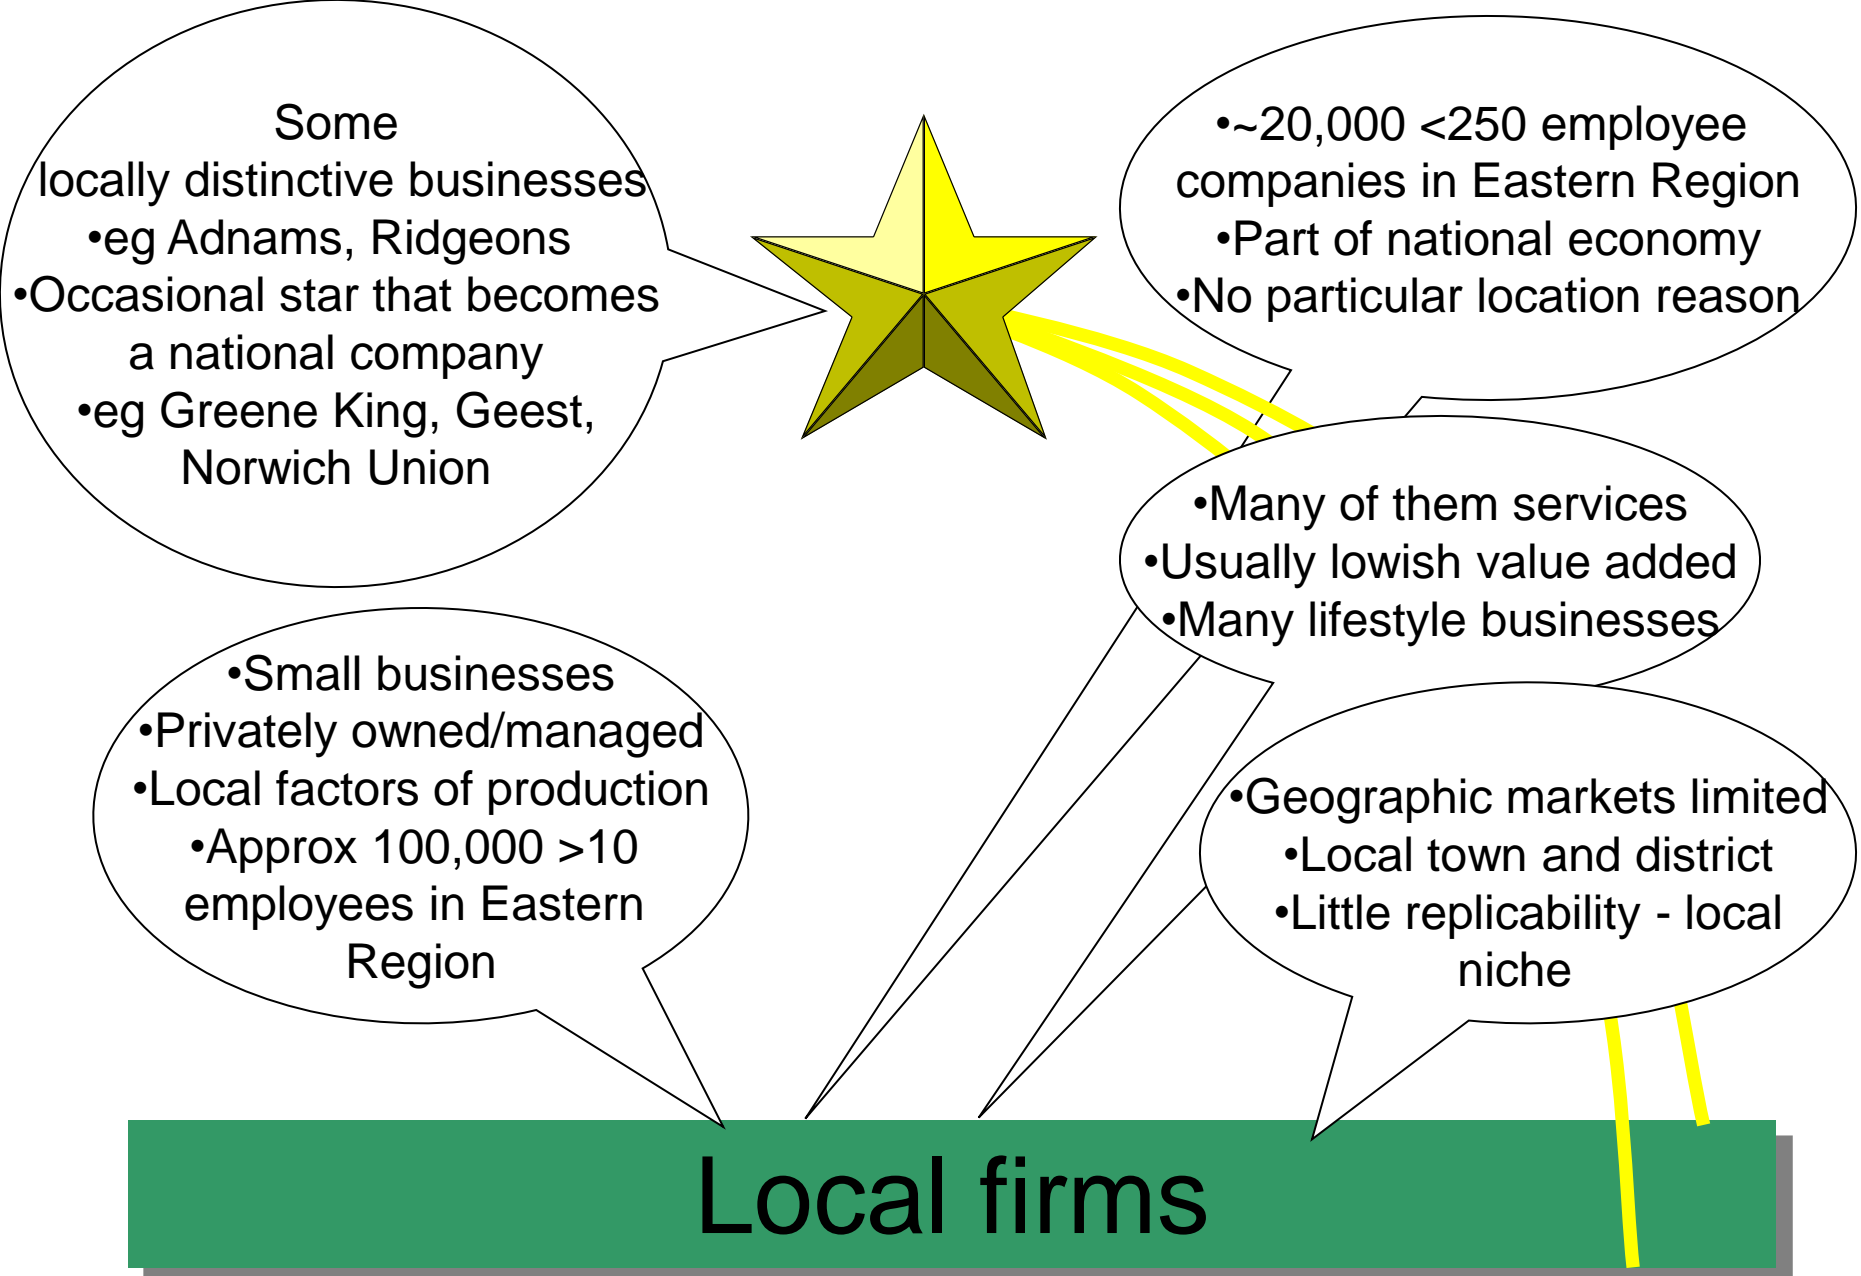 Some
locally distinctive businesses
•eg Adnams, Ridgeons
•Occasional star that becomes
a national company
•eg Greene King, Geest,
Norwich Union
•~20,000 <250 employee
companies in Eastern Region
•Part of national economy
•No particular location reason
•Many of them services
•Usually lowish value added
•Many lifestyle businesses
•Small businesses
•Privately owned/managed
•Local factors of production
•Approx 100,000 >10
employees in Eastern
Region
•Geographic markets limited
•Local town and district
•Little replicability - local
niche
Local firms